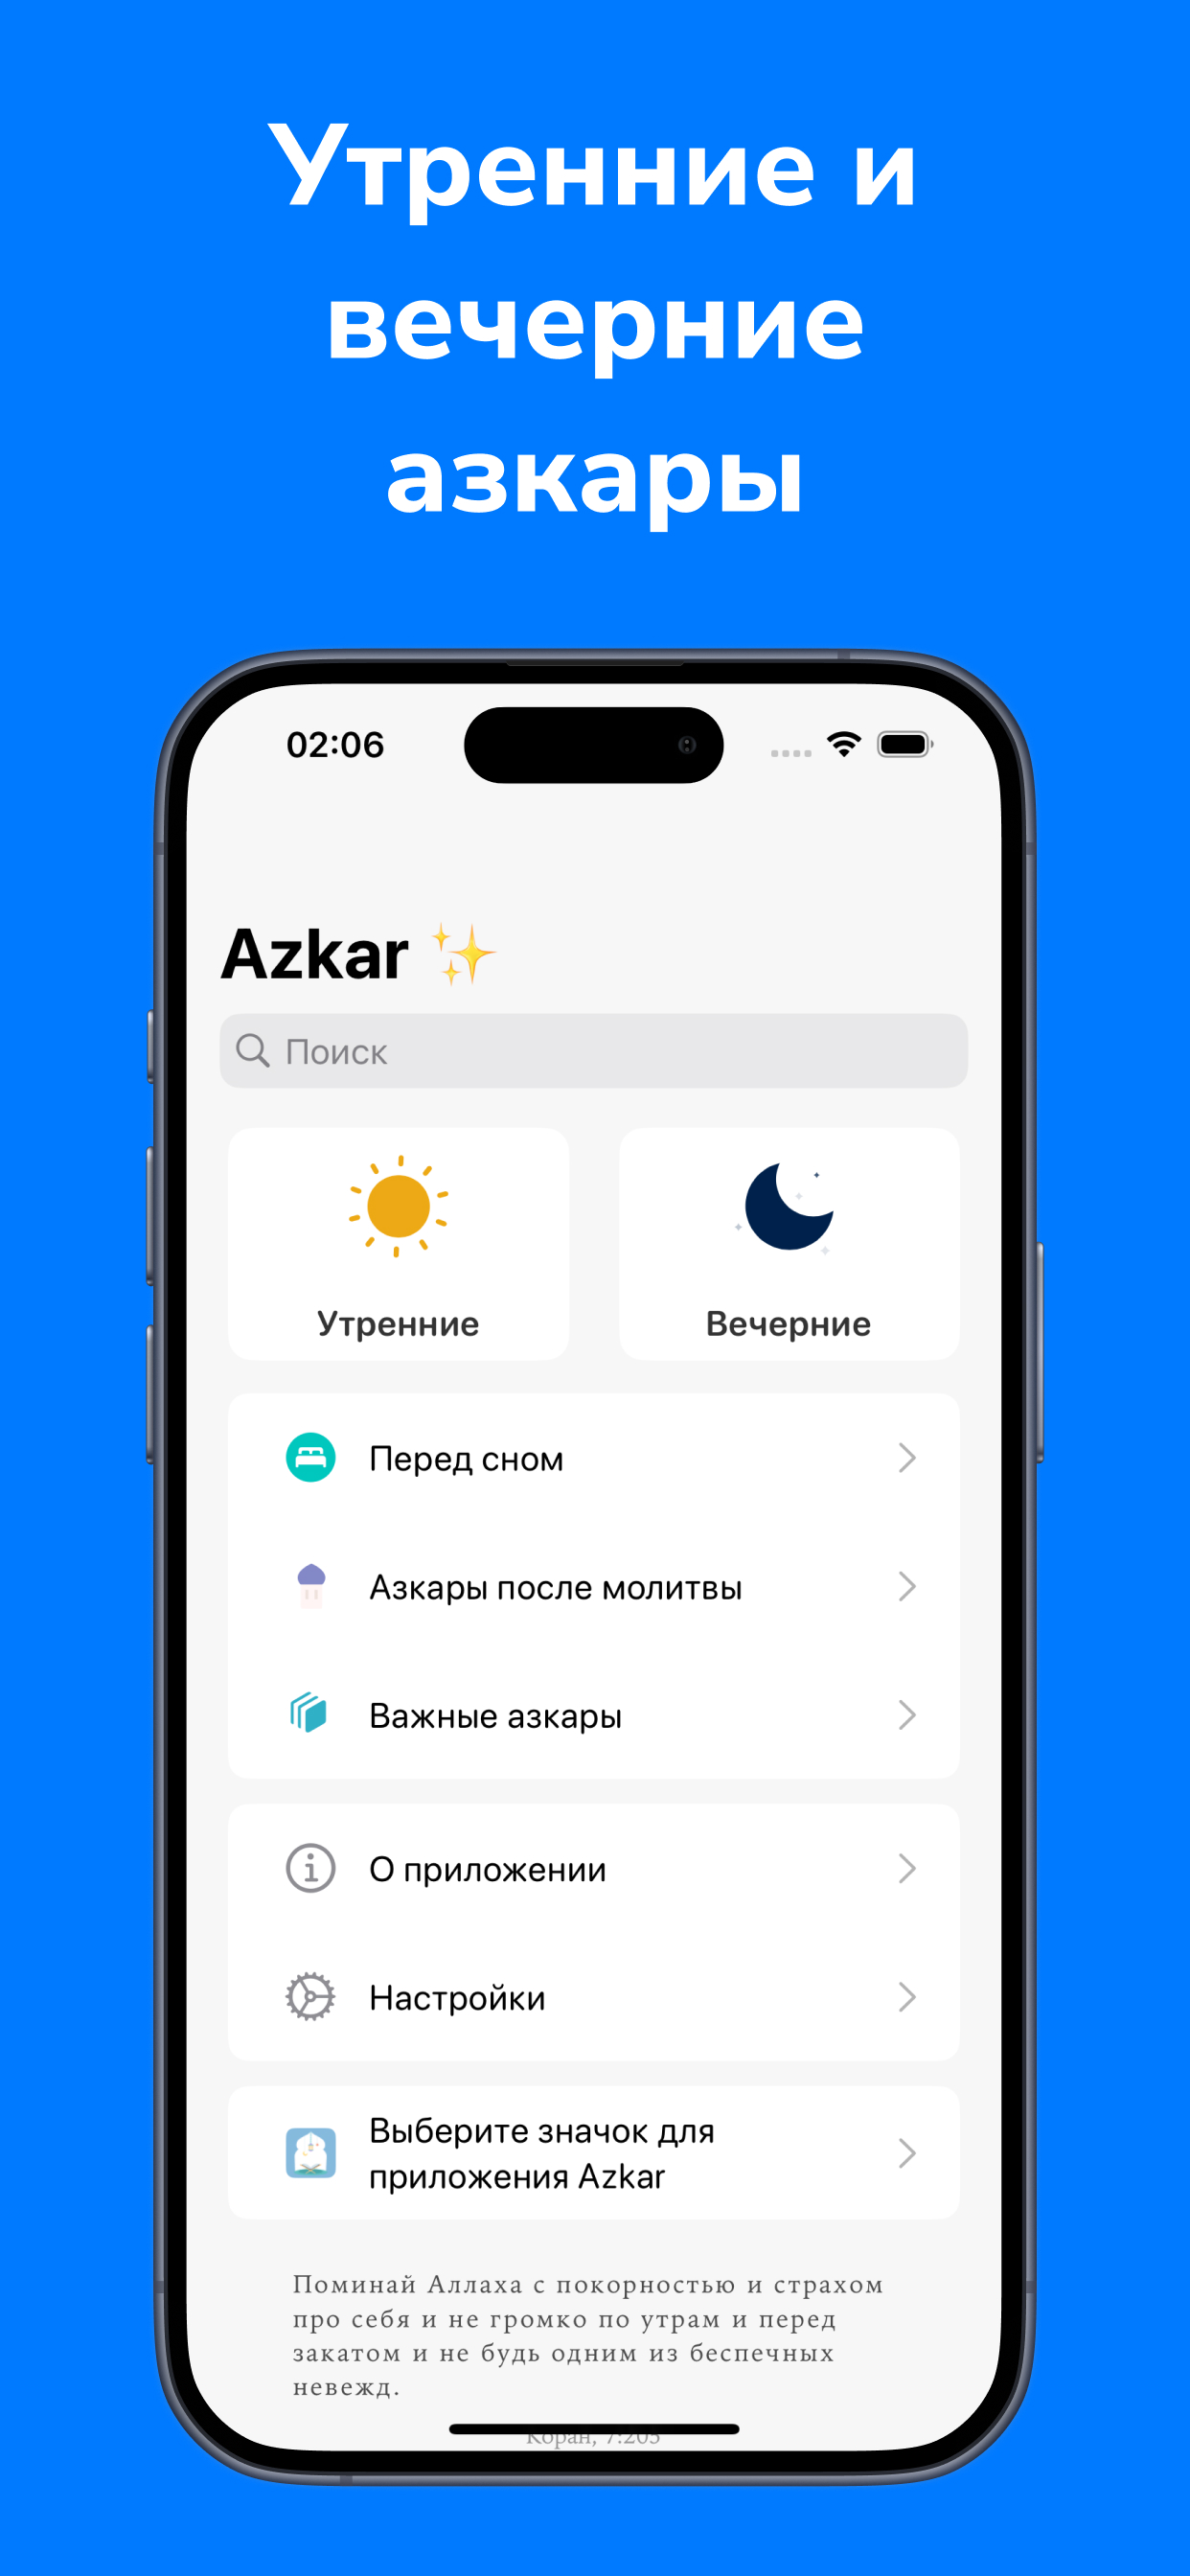 Утренние и
вечерние
азкары
02:06
Azkar ✨
Поиск
Утренние
Вечерние
Перед сном
Азкары после молитвы
Важные азкары
О приложении
Настройки
Выберите значок для
приложения Azkar
Поминай Аллаха с покорностью и страхом
про себя и не громко по утрам и перед
закатом и не будь одним из беспечных
невежд.
Коран, 7:205